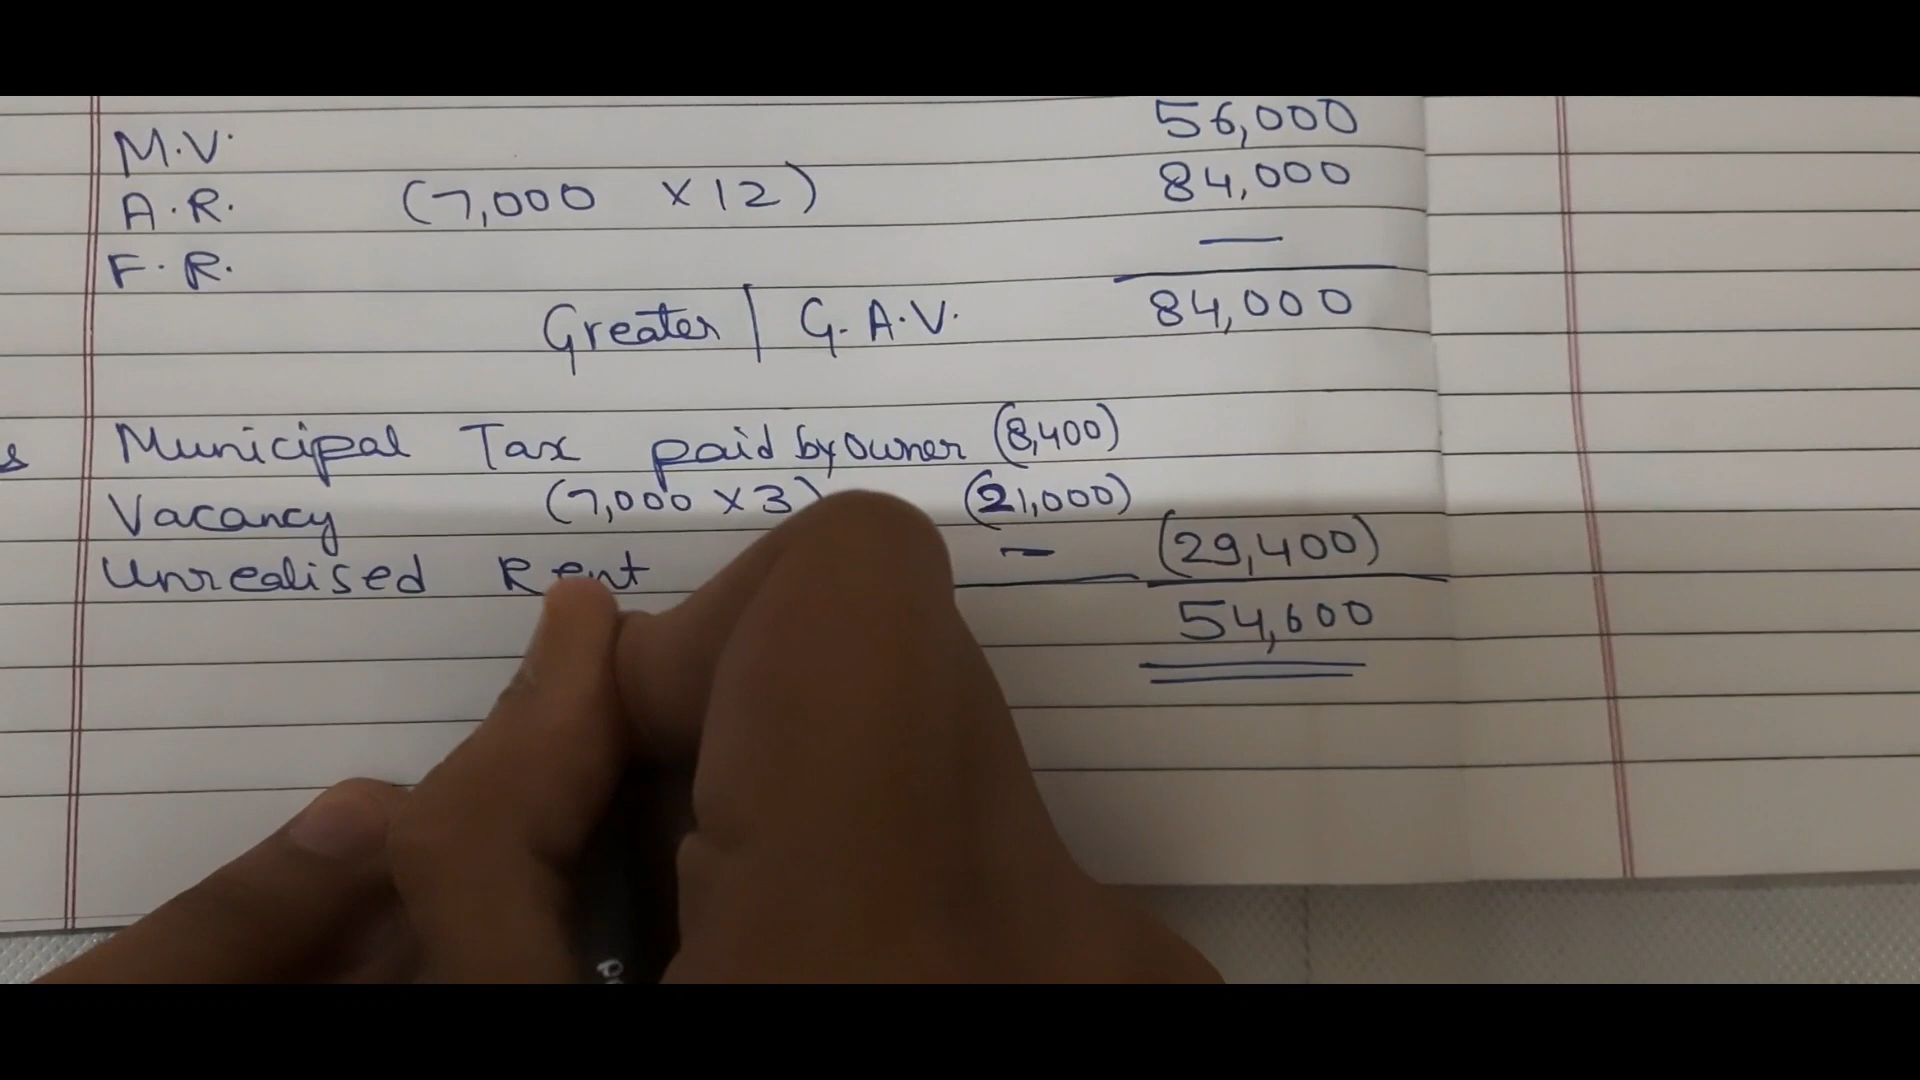 M.V. 56,000
A.R. (7,000 × 12) 84,000
F.R. —
Greater | G.A.V. 84,000
s Municipal Tax paid by owner (8,400)
Vacancy (7,000 × 3) (21,000)
Unrealised Rent — (29,400)
54,600